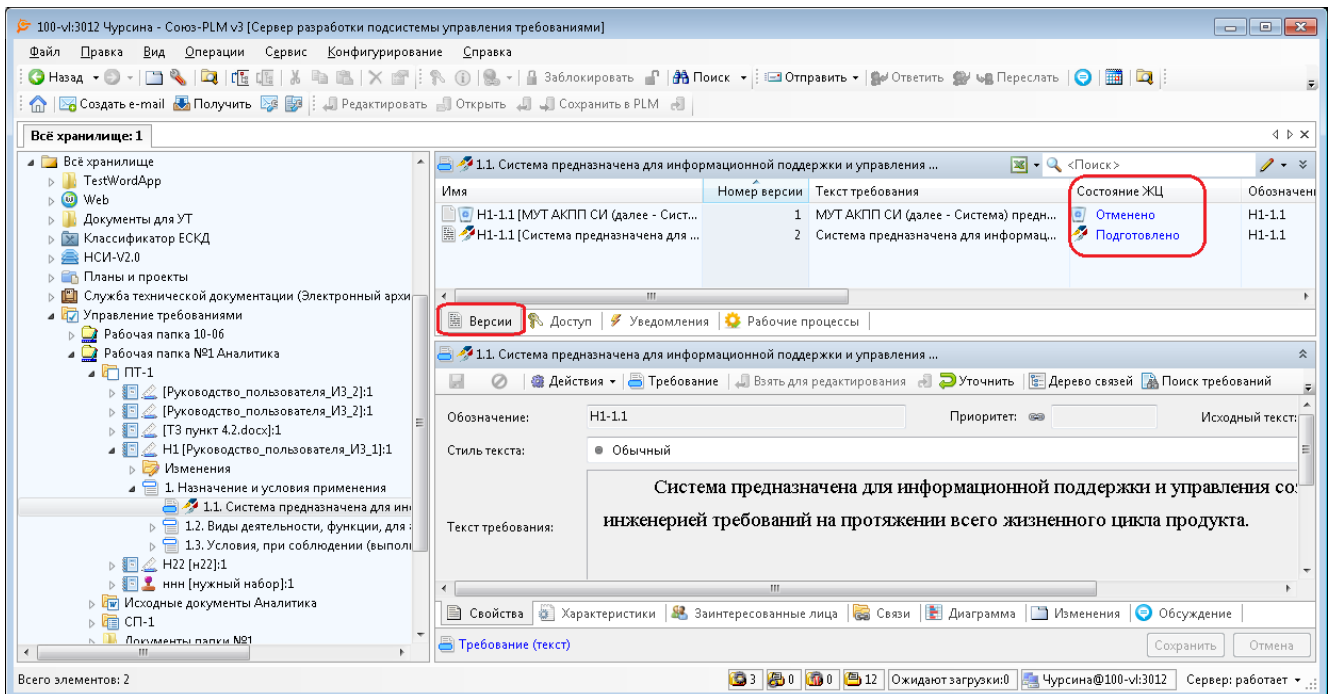 100-vl:3012 Чурсина - Союз-PLM v3 [Сервер разработки подсистемы управления требованиями]
Файл Правка Вид Операции Сервис Конфигурирование Справка
Назад Заблокировать Поиск Отправить Ответить Переслать
Создать e-mail Получить Редактировать Открыть Сохранить в PLM
Всё хранилище: 1
Всё хранилище
TestWordApp
Web
Документы для УТ
Классификатор ЕСКД
НСИ-V2.0
Планы и проекты
Служба технической документации (Электронный архи
Управление требованиями
Рабочая папка 10-06
Рабочая папка №1 Аналитика
ПТ-1
[Руководство_пользователя_ИЗ_2]:1
[Руководство_пользователя_ИЗ_2]:1
[ТЗ пункт 4.2.docx]:1
Н1 [Руководство_пользователя_ИЗ_1]:1
Изменения
1. Назначение и условия применения
1.1. Система предназначена для ин
1.2. Виды деятельности, функции, для
1.3. Условия, при соблюдении (выпол
Н22 [н22]:1
ннн [нужный набор]:1
Исходные документы Аналитика
СП-1
Документы папки №1
1.1. Система предназначена для информационной поддержки и управления ... <Поиск>
Имя Номер версии Текст требования Состояние ЖЦ Обозначен
Н1-1.1 [МУТ АКПП СИ (далее - Сист... 1 МУТ АКПП СИ (далее - Система) предн... Отменено Н1-1.1
Н1-1.1 [Система предназначена для ... 2 Система предназначена для информац... Подготовлено Н1-1.1
Версии Доступ Уведомления Рабочие процессы
1.1. Система предназначена для информационной поддержки и управления ...
Действия Требование Взять для редактирования Уточнить Дерево связей Поиск требований
Обозначение: Н1-1.1 Приоритет: Исходный текст:
Стиль текста: Обычный
Система предназначена для информационной поддержки и управления со
Текст требования: инженерией требований на протяжении всего жизненного цикла продукта.
Свойства Характеристики Заинтересованные лица Связи Диаграмма Изменения Обсуждение
Требование (текст) Сохранить Отмена
Всего элементов: 2 3 0 0 12 Ожидают загрузки:0 Чурсина@100-vl:3012 Сервер: работает